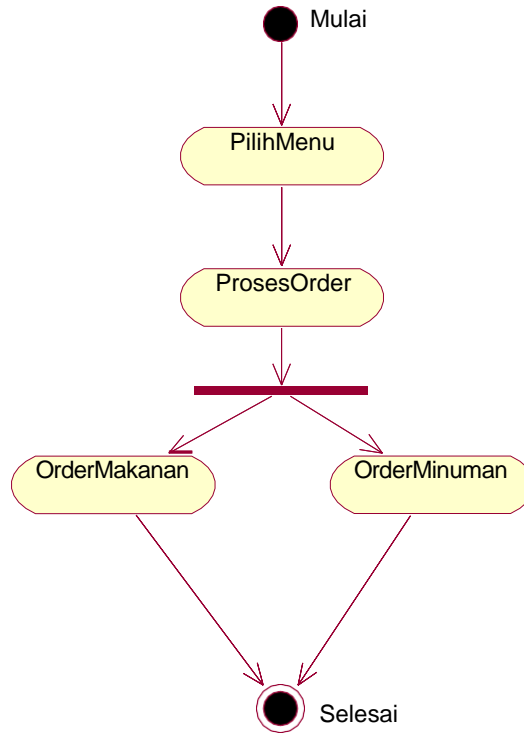 Mulai
PilihMenu
ProsesOrder
OrderMakanan
OrderMinuman
Selesai